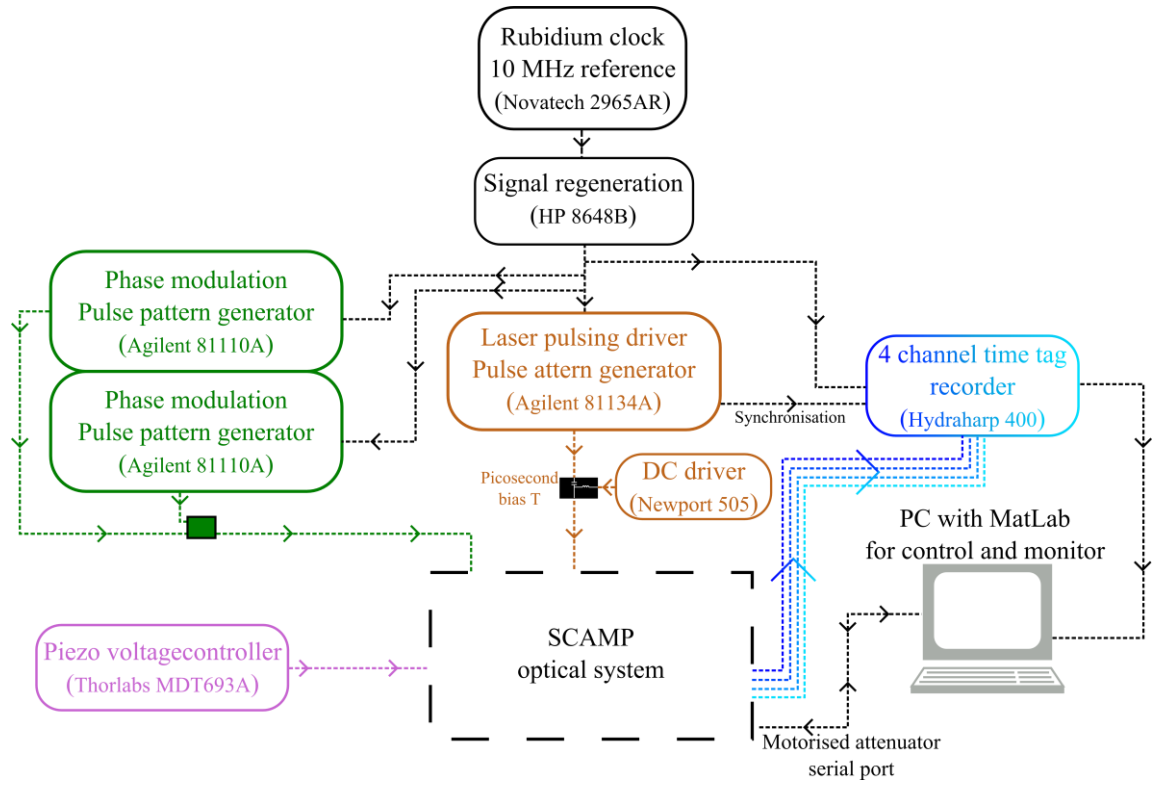 Rubidium clock
10 MHz reference
(Novatech 2965AR)
Signal regeneration
(HP 8648B)
Phase modulation
Pulse pattern generator
(Agilent 81110A)
Phase modulation
Pulse pattern generator
(Agilent 81110A)
Laser pulsing driver
Pulse attern generator
(Agilent 81134A)
Synchronisation
4 channel time tag
recorder
(Hydraharp 400)
Picosecond
bias T
DC driver
(Newport 505)
PC with MatLab
for control and monitor
SCAMP
optical system
Piezo voltagecontroller
(Thorlabs MDT693A)
Motorised attenuator
serial port